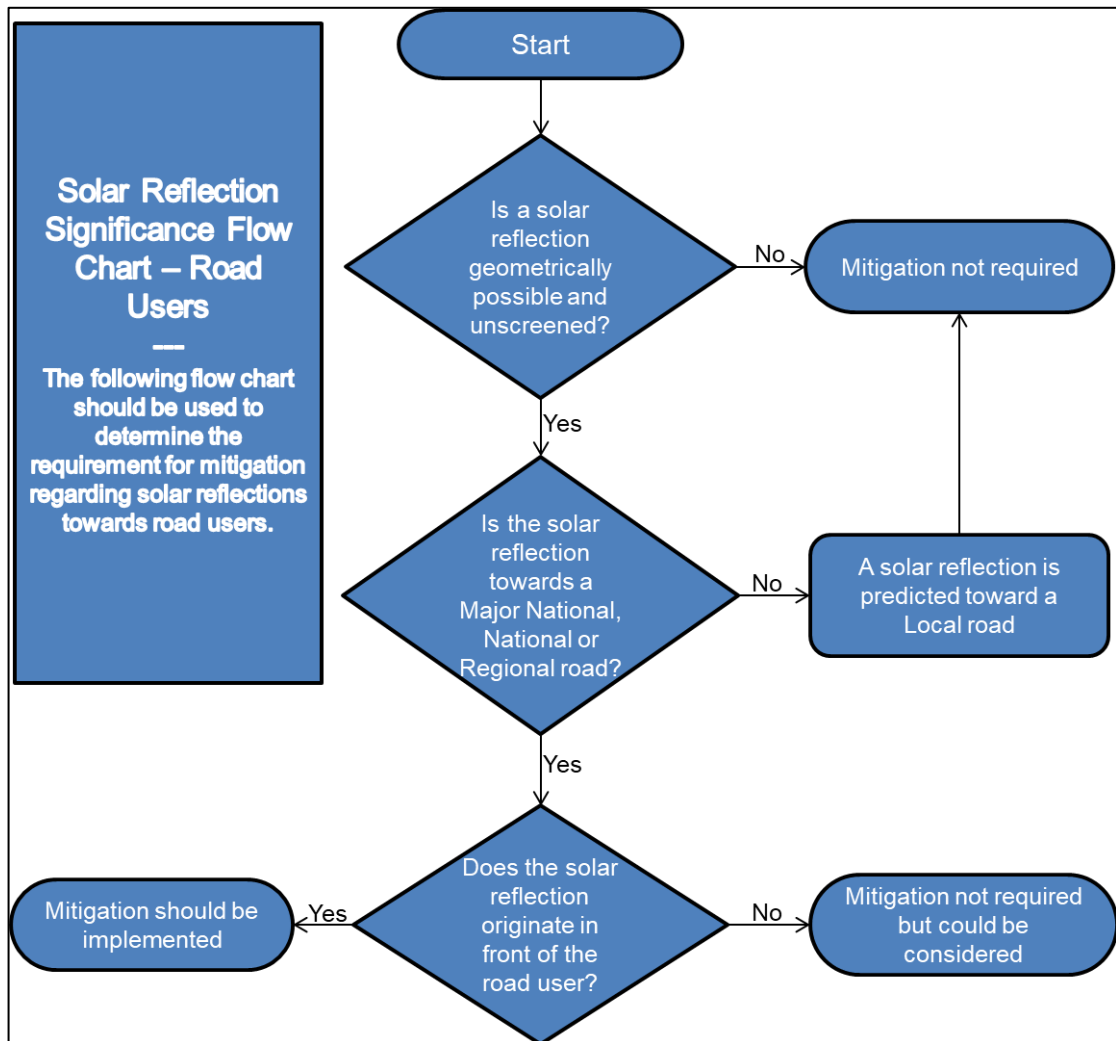 Solar Reflection
Significance Flow
Chart – Road
Users
---
The following flow chart
should be used to
determine the
requirement for mitigation
regarding solar reflections
towards road users.
Start
Is a solar
reflection
geometrically
possible and
unscreened?
No
Mitigation not required
Yes
Is the solar
reflection
towards a
Major National,
National or
Regional road?
No
A solar reflection is
predicted toward a
Local road
Yes
Does the solar
reflection
originate in
front of the
road user?
Yes
Mitigation should be
implemented
No
Mitigation not required
but could be
considered